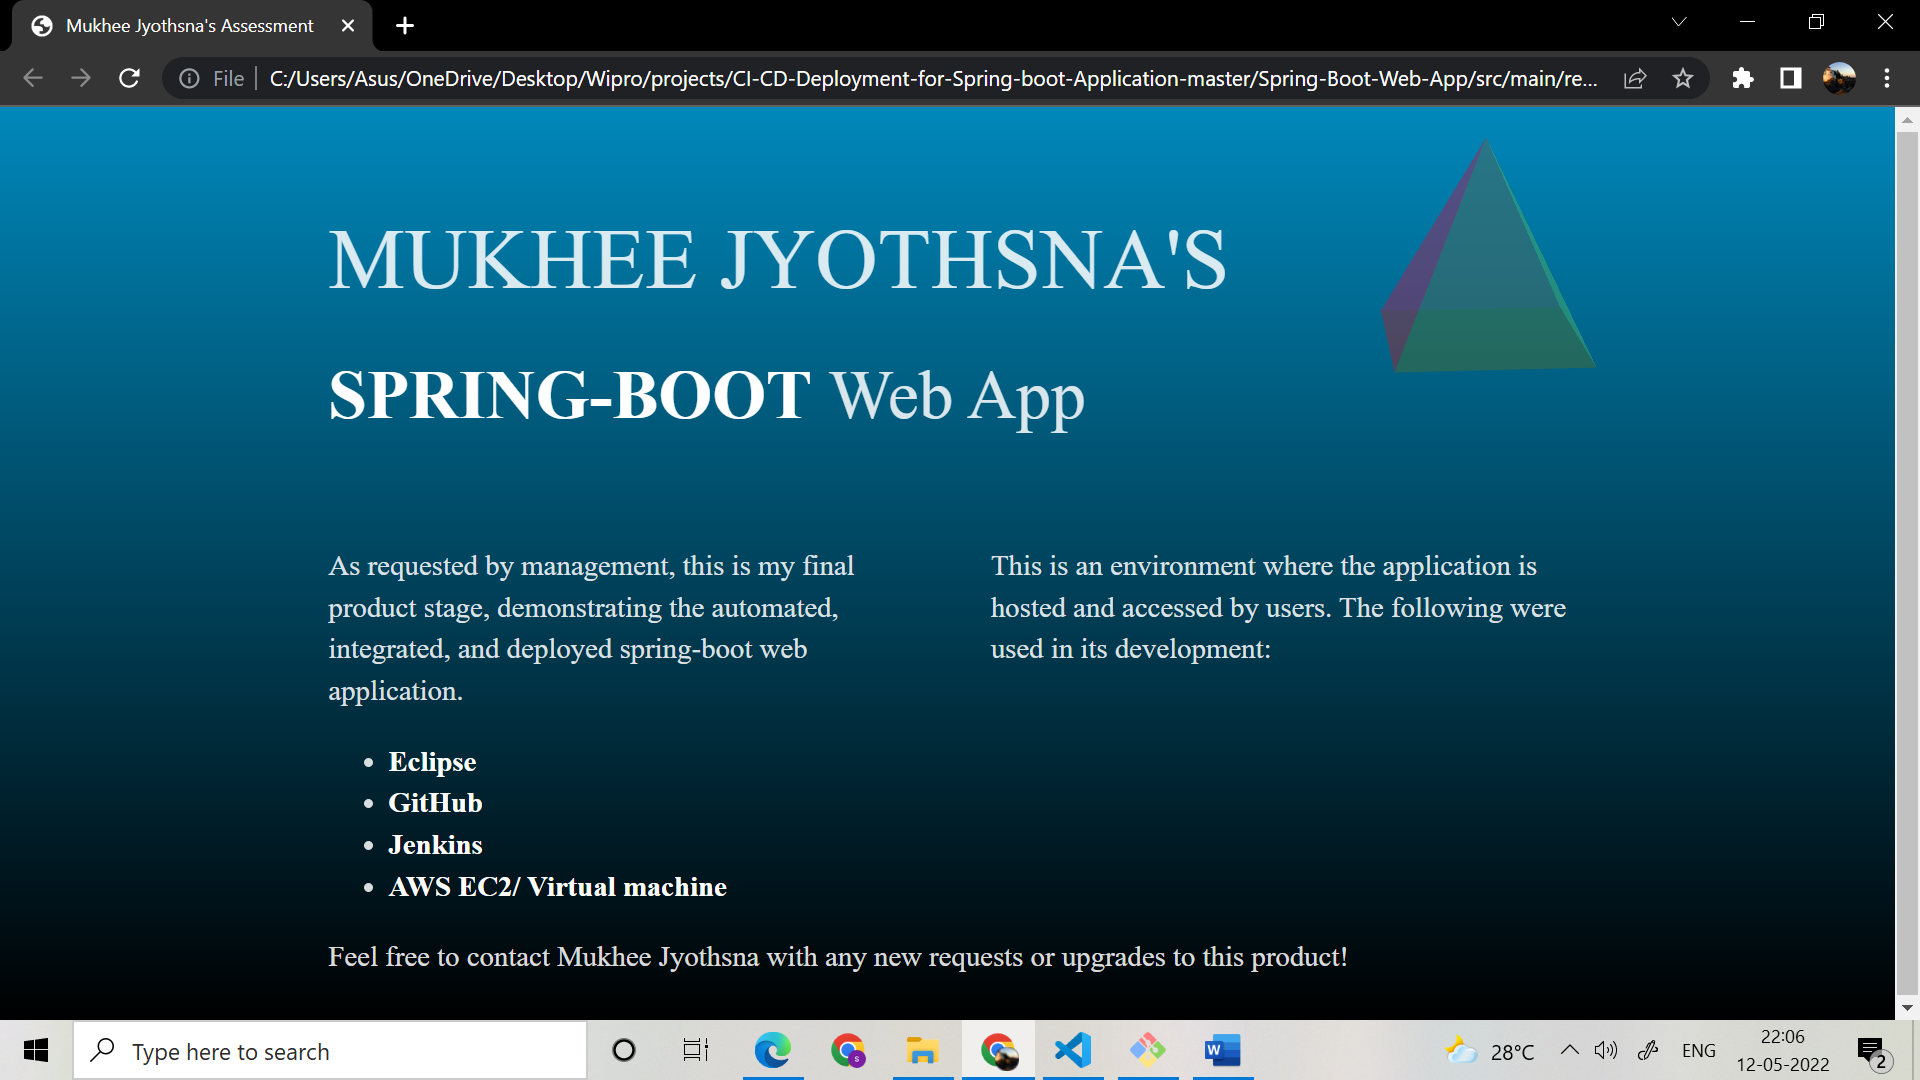 Mukhee Jyothsna's Assessment
File C:/Users/Asus/OneDrive/Desktop/Wipro/projects/CI-CD-Deployment-for-Spring-boot-Application-master/Spring-Boot-Web-App/src/main/re...
MUKHEE JYOTHSNA'S
SPRING-BOOT Web App
As requested by management, this is my final
product stage, demonstrating the automated,
integrated, and deployed spring-boot web
application.
This is an environment where the application is
hosted and accessed by users. The following were
used in its development:
• Eclipse
• GitHub
• Jenkins
• AWS EC2/ Virtual machine
Feel free to contact Mukhee Jyothsna with any new requests or upgrades to this product!
Type here to search
S
W
28°C
ENG
22:06
12-05-2022
2